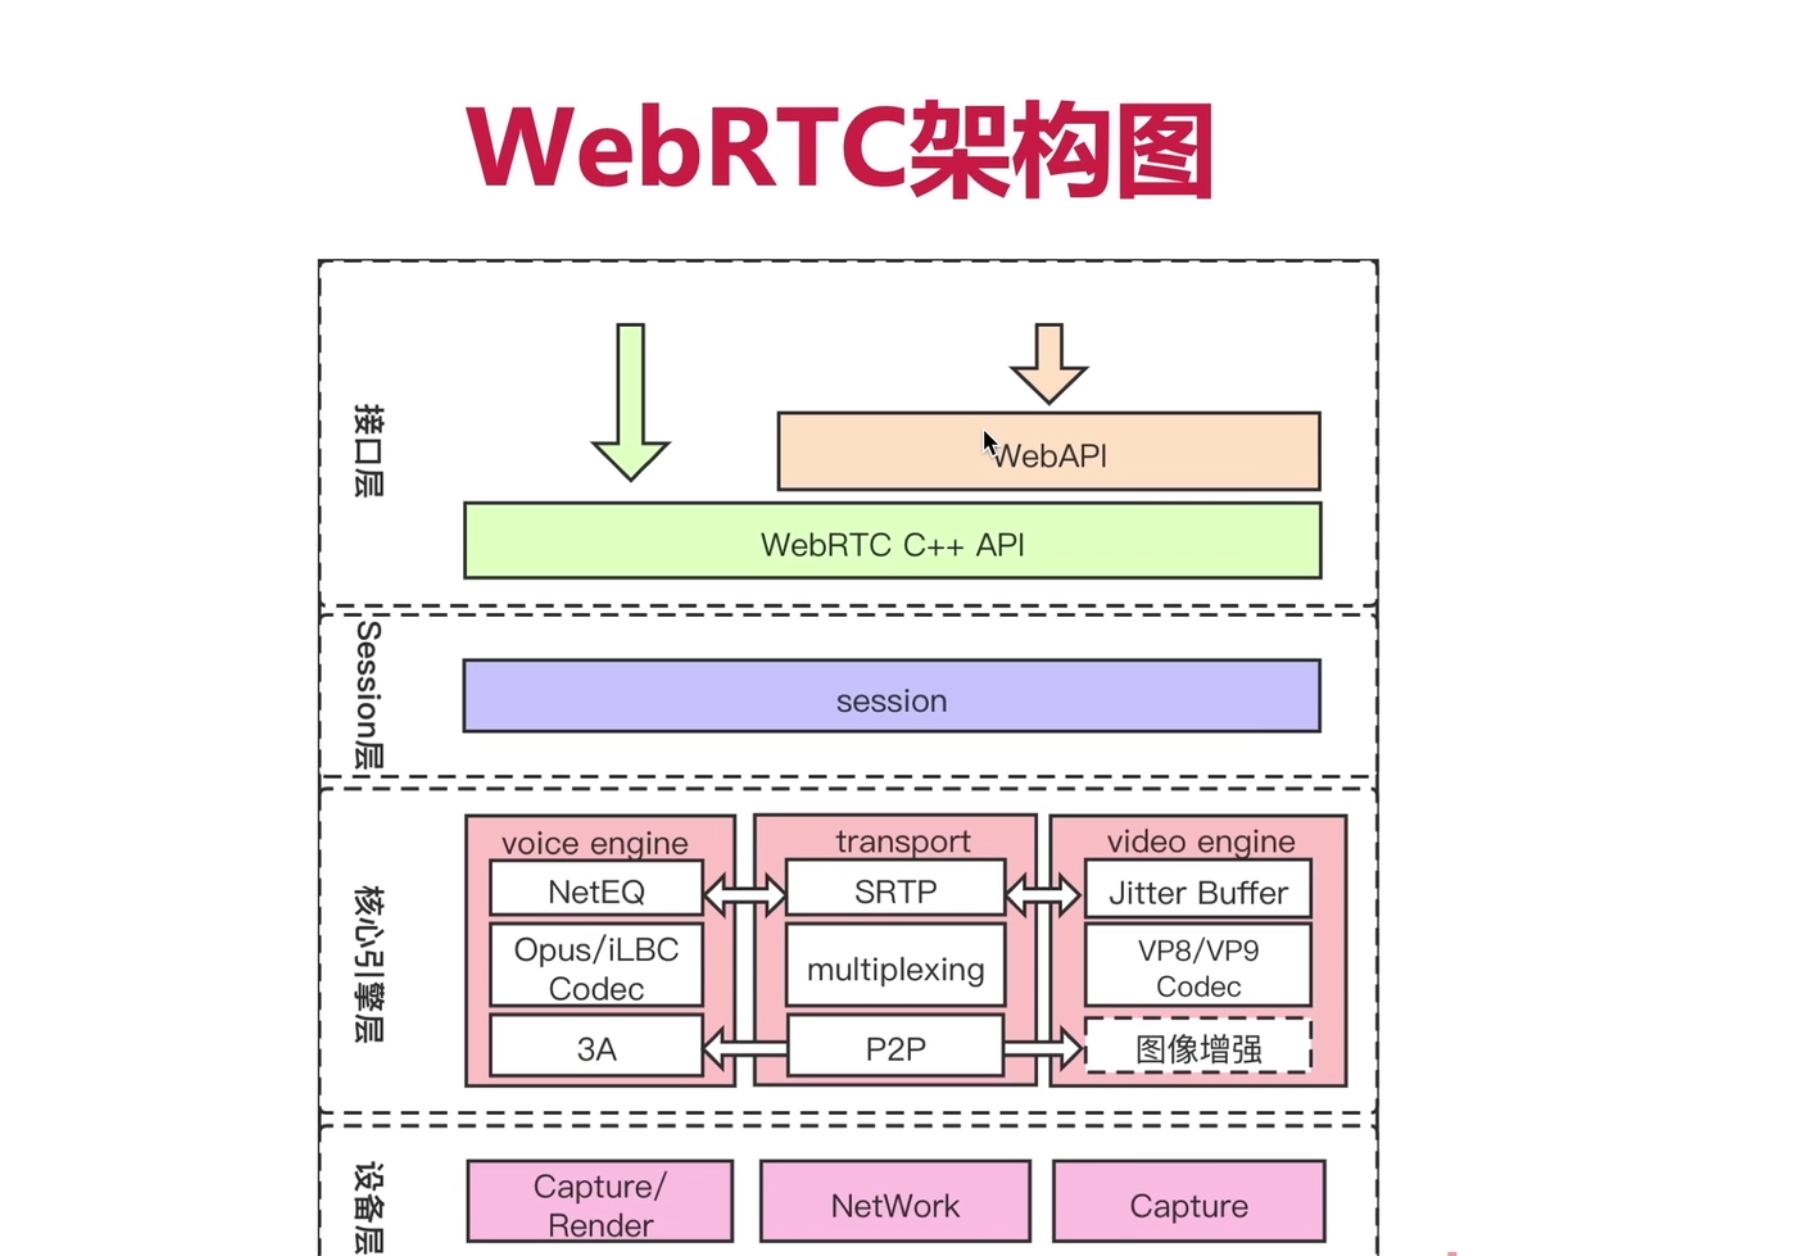 WebRTC架构图
接口层
WebAPI
WebRTC C++ API
Session层
session
核心引擎层
voice engine
NetEQ
Opus/iLBC
Codec
3A
transport
SRTP
multiplexing
P2P
video engine
Jitter Buffer
VP8/VP9
Codec
图像增强
设备层
Capture/
Render
NetWork
Capture